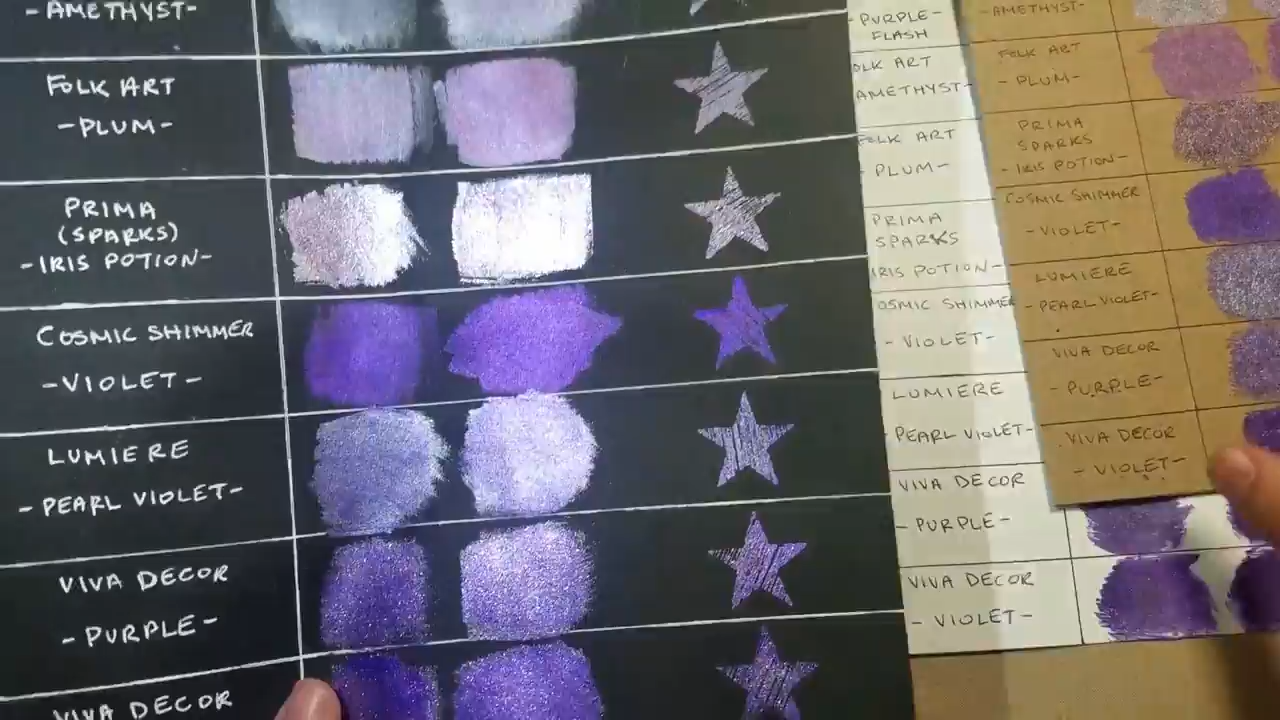 -AMETHYST-
FOLK ART
-PLUM-
PRIMA
(SPARKS)
-IRIS POTION-
COSMIC SHIMMER
-VIOLET-
LUMIERE
-PEARL VIOLET-
VIVA DECOR
-PURPLE-
VIVA DECOR
-PURPLE-
FLASH
OLK ART
AMETHYST-
FOLK ART
PLUM-
PRIMA
SPARKS
IRIS POTION-
OSMIC SHIMMER
-VIOLET-
LUMIERE
PEARL VIOLET-
VIVA DECOR
-PURPLE-
VIVA DECOR
-VIOLET-
-AMETHYST-
FOLK ART
-PLUM-
PRIMA
SPARKS
-IRIS POTION-
COSMIC SHIMMER
-VIOLET-
LUMIERE
-PEARL VIOLET-
VIVA DECOR
-PURPLE-
VIVA DECOR
-VIOLET-